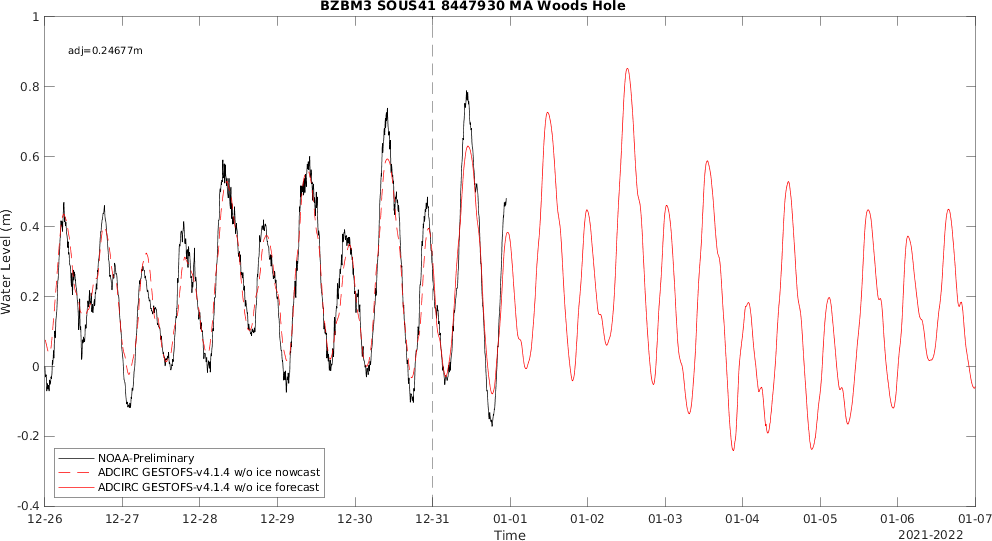 BZBM3 SOUS41 8447930 MA Woods Hole
adj=0.24677m
Water Level (m)
1
0.8
0.6
0.4
0.2
0
-0.2
-0.4
NOAA-Preliminary
ADCIRC GESTOFS-v4.1.4 w/o ice nowcast
ADCIRC GESTOFS-v4.1.4 w/o ice forecast
12-26 12-27 12-28 12-29 12-30 12-31 01-01 01-02 01-03 01-04 01-05 01-06 01-07
Time
2021-2022